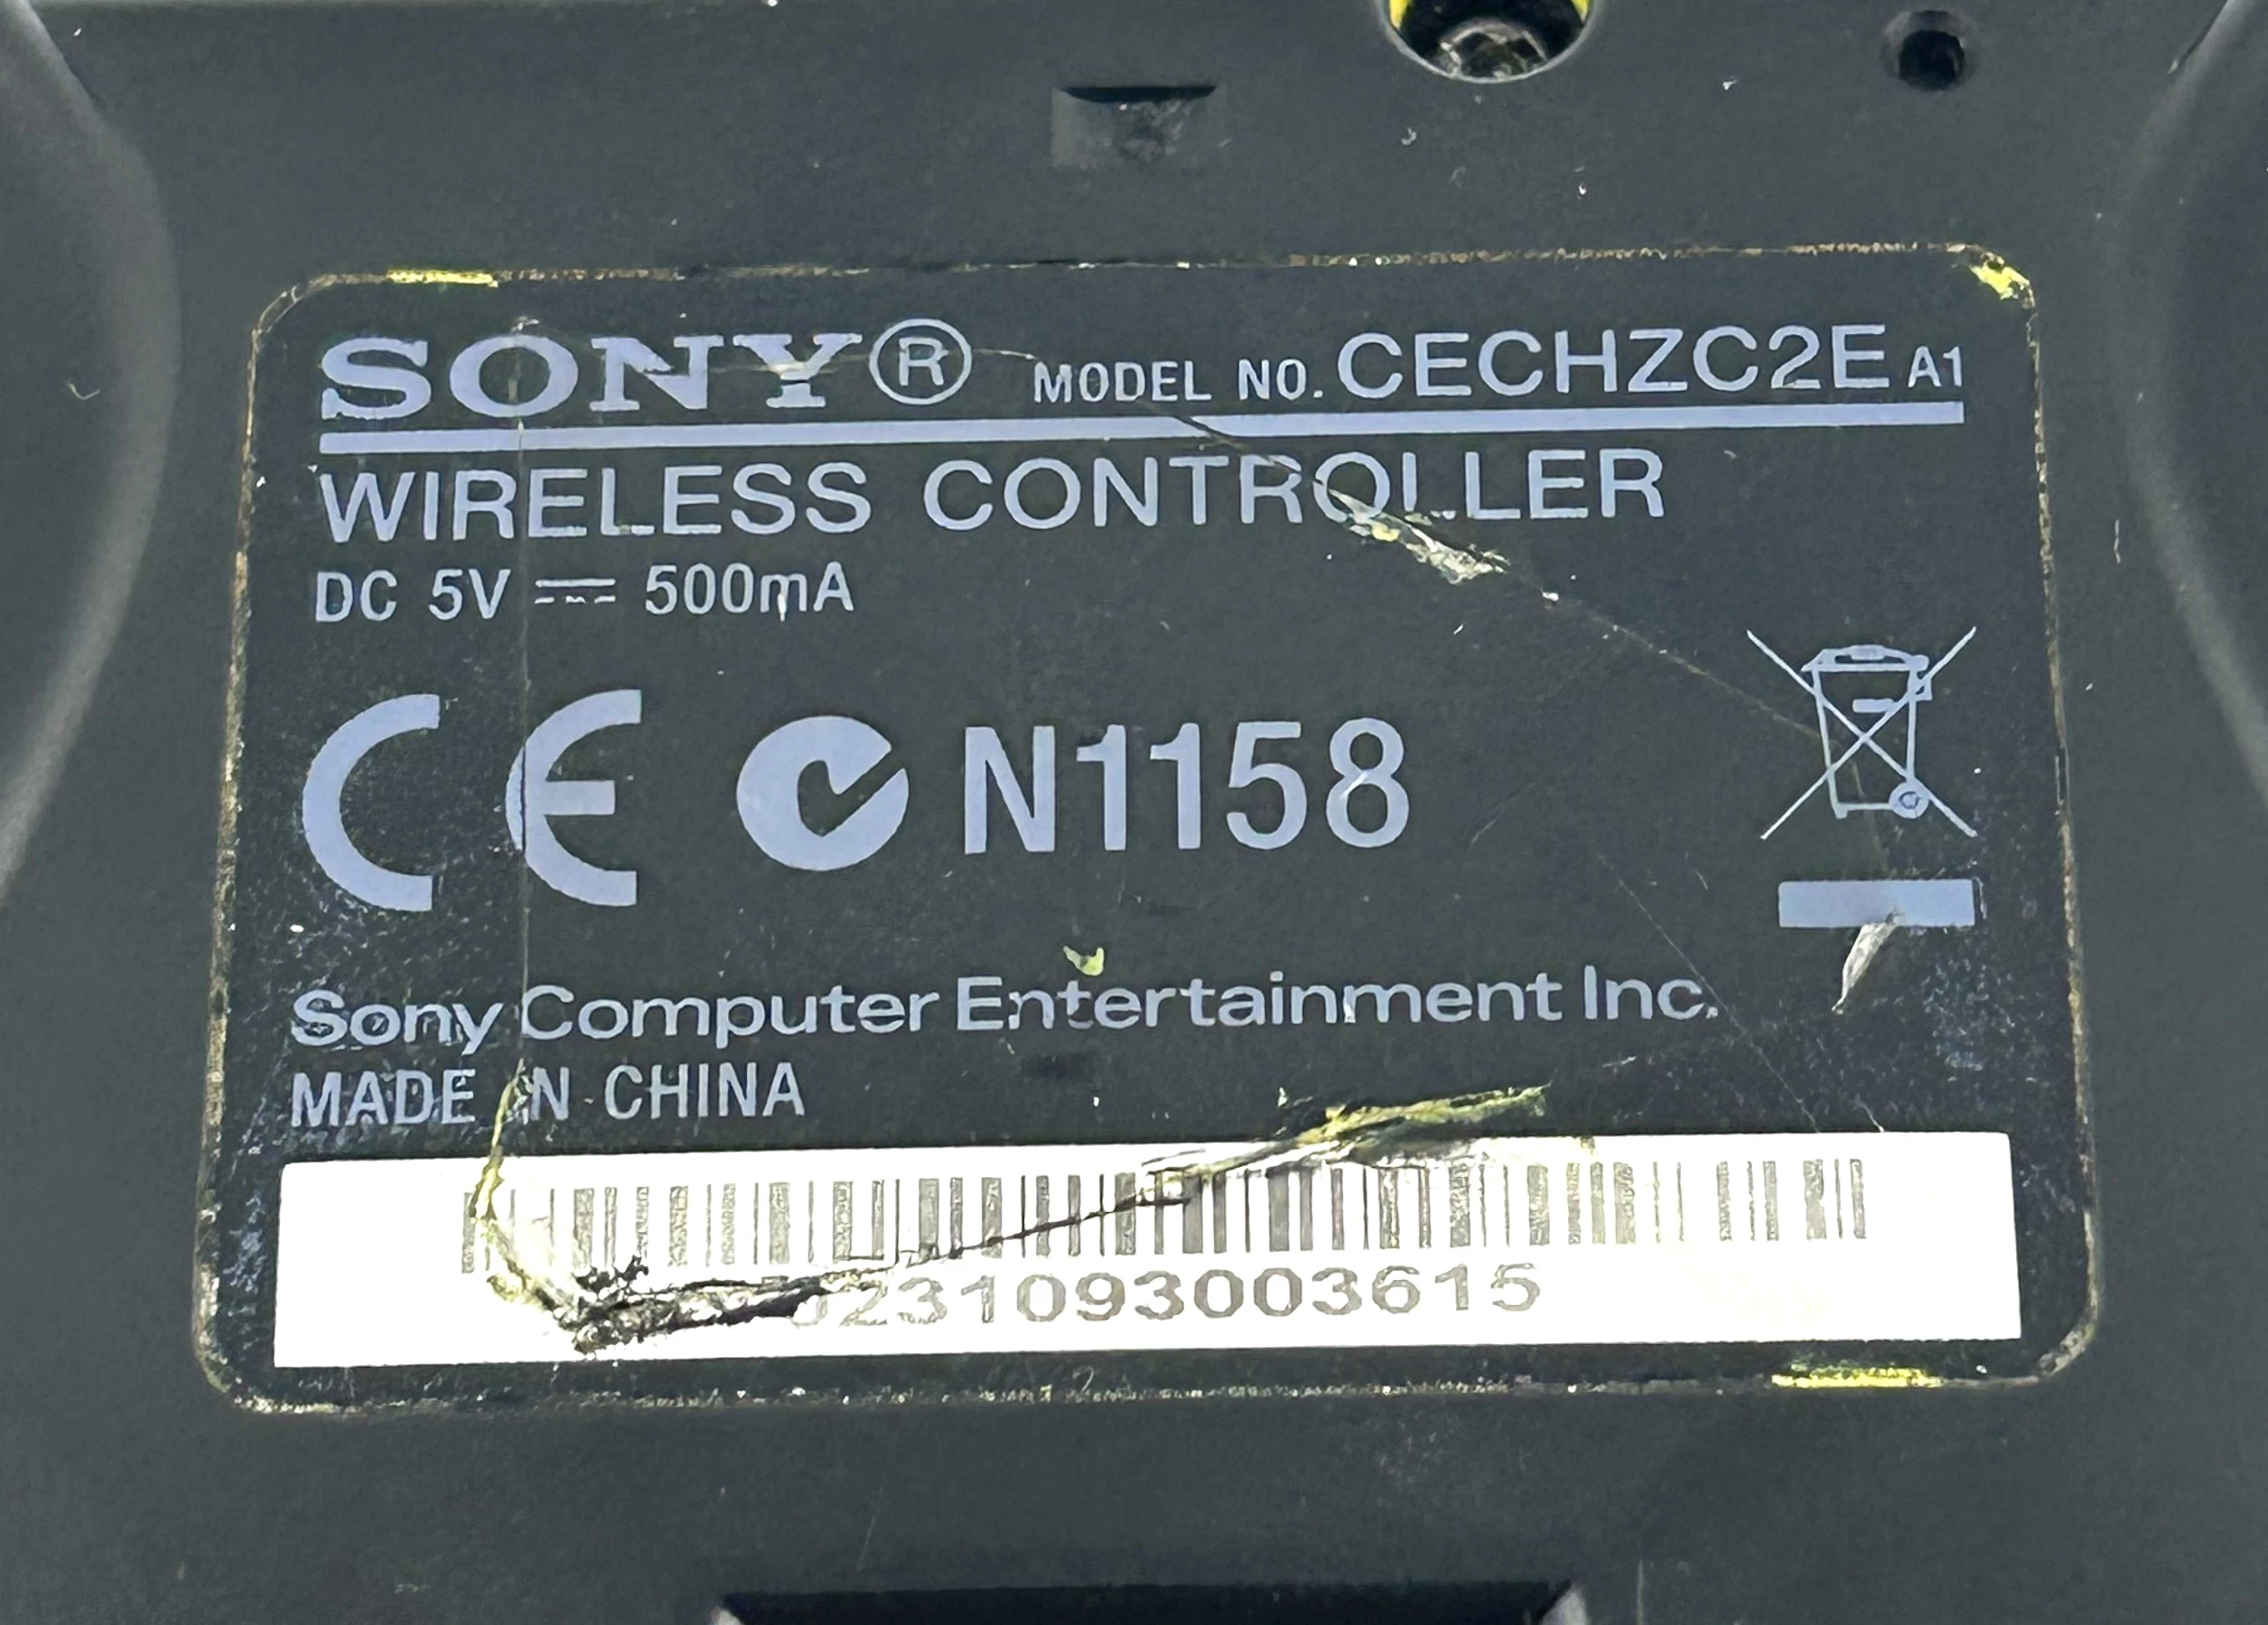 SONY® MODEL NO. CECHZC2E A1
WIRELESS CONTROLLER
DC 5V ⎓ 500mA
CE N1158
Sony Computer Entertainment Inc.
MADE IN CHINA
0231093003615